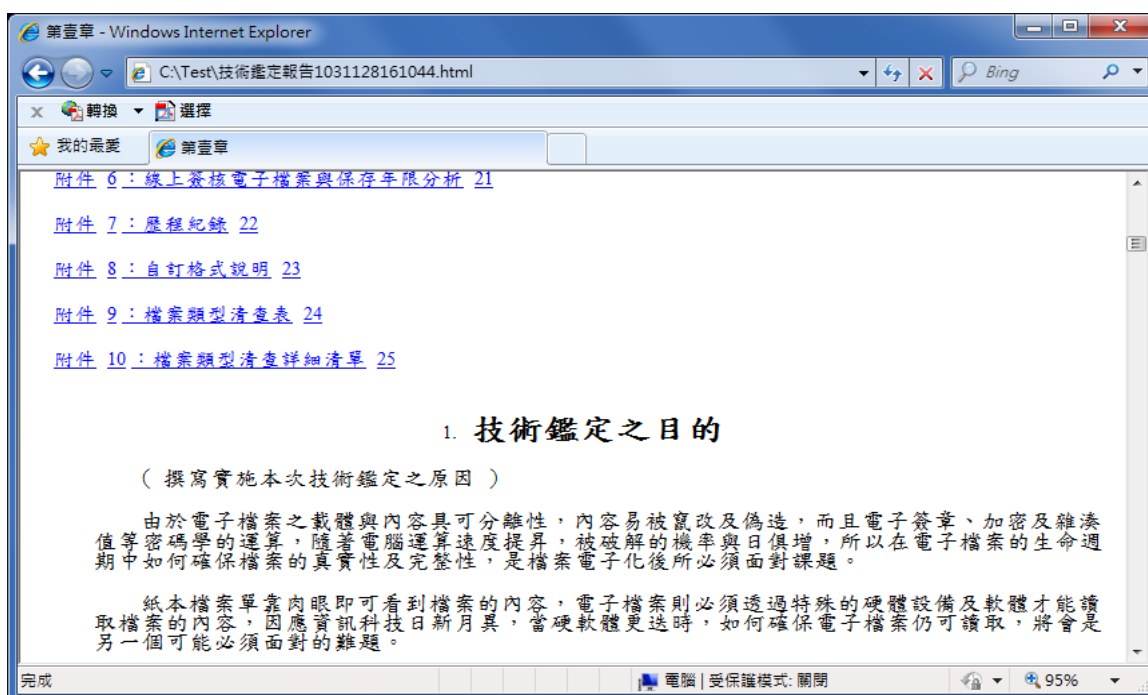 第壹章 - Windows Internet Explorer
C:\Test\技術鑑定報告1031128161044.html
Bing
x 轉換 選擇
我的最愛 第壹章
附件 6：線上簽核電子檔案與保存年限分析 21
附件 7：歷程紀錄 22
附件 8：自訂格式說明 23
附件 9：檔案類型清查表 24
附件 10：檔案類型清查詳細清單 25
1. 技術鑑定之目的
（ 撰寫實施本次技術鑑定之原因 ）
由於電子檔案之載體與內容具可分離性，內容易被竄改及偽造，而且電子簽章、加密及雜湊
值等密碼學的運算，隨著電腦運算速度提昇，被破解的機率與日俱增，所以在電子檔案的生命週
期中如何確保檔案的真實性及完整性，是檔案電子化後所必須面對課題。
紙本檔案單靠肉眼即可看到檔案的內容，電子檔案則必須透過特殊的硬體設備及軟體才能讀
取檔案的內容，因應資訊科技日新月異，當硬軟體更迭時，如何確保電子檔案仍可讀取，將會是
另一個可能必須面對的難題。
完成 電腦 | 受保護模式: 關閉 95%